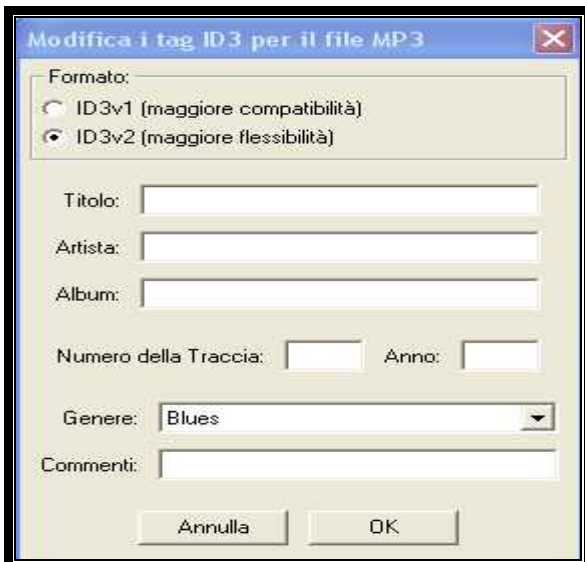 Modifica i tag ID3 per il file MP3
Formato:
ID3v1 (maggiore compatibilità)
ID3v2 (maggiore flessibilità)
Titolo:
Artista:
Album:
Numero della Traccia: Anno:
Genere: Blues
Commenti:
Annulla OK